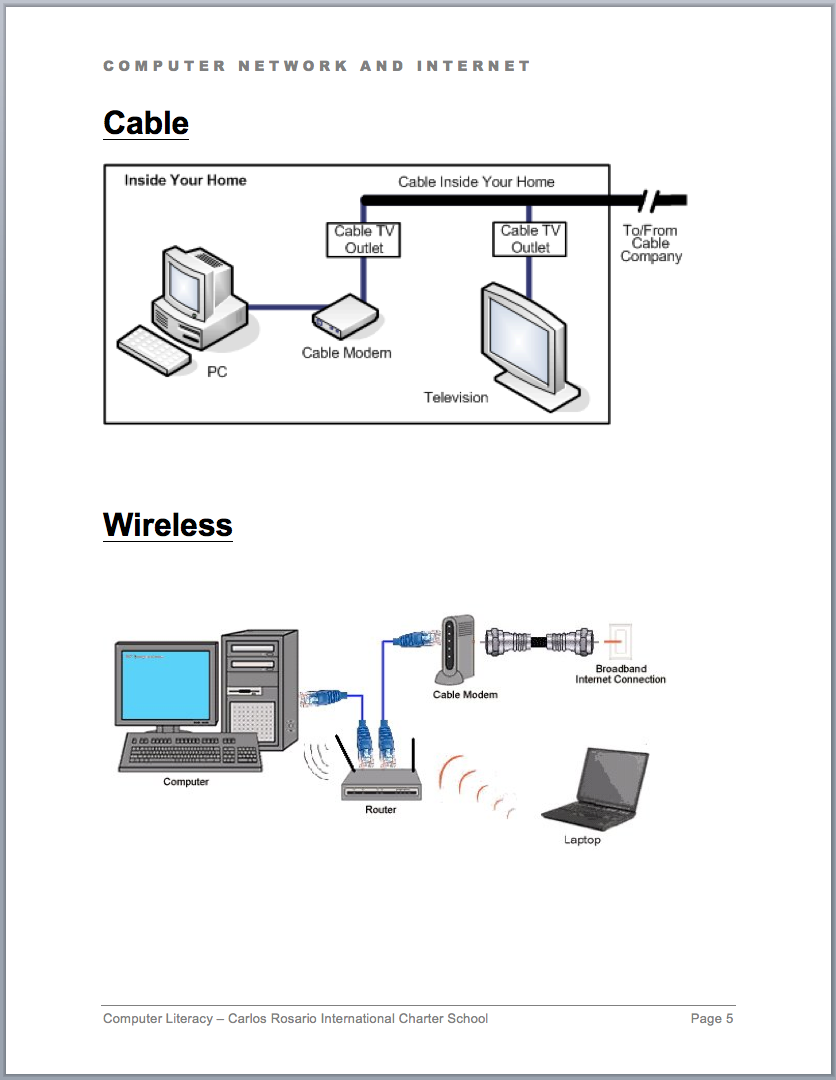 COMPUTER NETWORK AND INTERNET
Cable
Inside Your Home
Cable Inside Your Home
Cable TV
Outlet
Cable TV
Outlet
To/From
Cable
Company
Cable Modem
PC
Television
Wireless
Broadband
Internet Connection
Cable Modem
Computer
Router
Laptop
Computer Literacy – Carlos Rosario International Charter School
Page 5